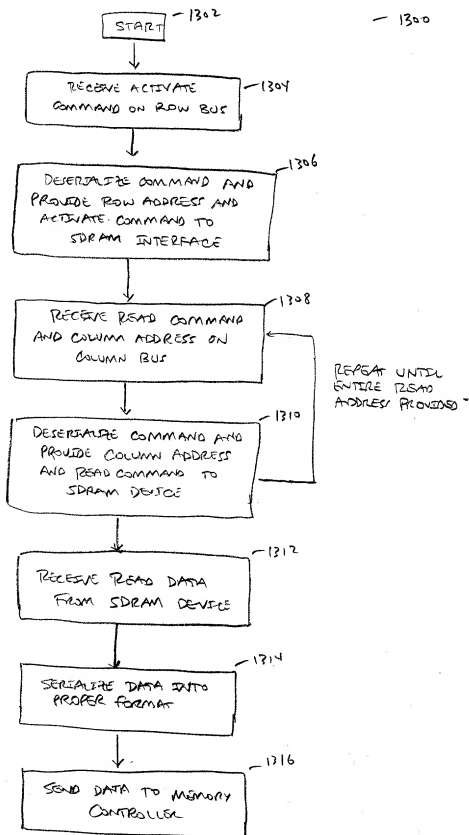 1302
1300
START
1304
RECEIVE ACTIVATE
COMMAND ON ROW BUS
1306
DESERIALIZE COMMAND AND
PROVIDE ROW ADDRESS AND
ACTIVATE COMMAND TO
SDRAM INTERFACE
1308
RECEIVE READ COMMAND
AND COLUMN ADDRESS ON
COLUMN BUS
REPEAT UNTIL
ENTIRE READ
ADDRESS PROVIDED
1310
DESERIALIZE COMMAND AND
PROVIDE COLUMN ADDRESS
AND READ COMMAND TO
SDRAM DEVICE
1312
RECEIVE READ DATA
FROM SDRAM DEVICE
1314
SERIALIZE DATA INTO
PROPER FORMAT
1316
SEND DATA TO MEMORY
CONTROLLER